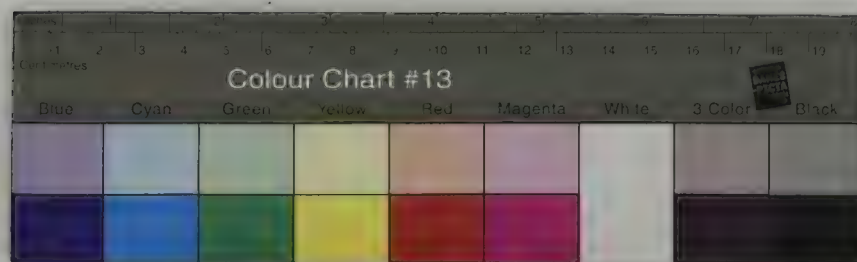 Inches 1 2 3 4 5 6 7
1 2 3 4 5 6 7 8 9 10 11 12 13 14 15 16 17 18 19
Centimetres
Colour Chart #13
Blue Cyan Green Yellow Red Magenta White 3 Color Black